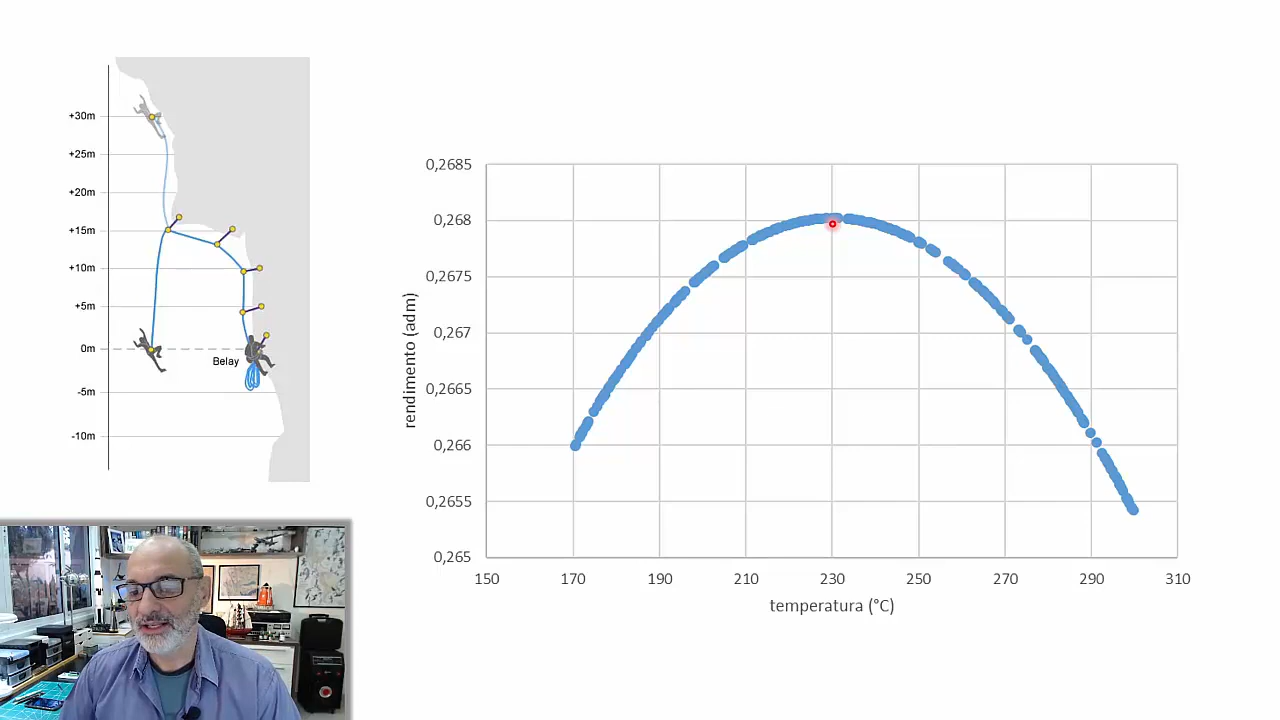 +30m
+25m
+20m
+15m
+10m
+5m
0m
Belay
-5m
-10m
0,2685
0,268
0,2675
0,267
0,2665
0,266
0,2655
0,265
rendimento (adm)
150 170 190 210 230 250 270 290 310
temperatura (°C)